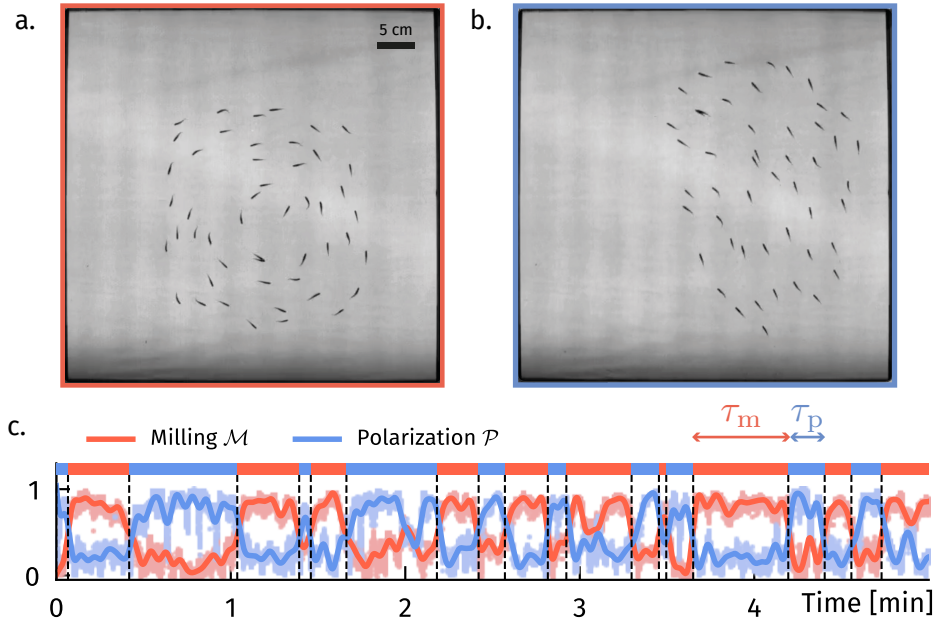 a.
5 cm
b.
c.
Milling ℳ
Polarization 𝒫
τm
τp
1
0
0
1
2
3
4
Time [min]